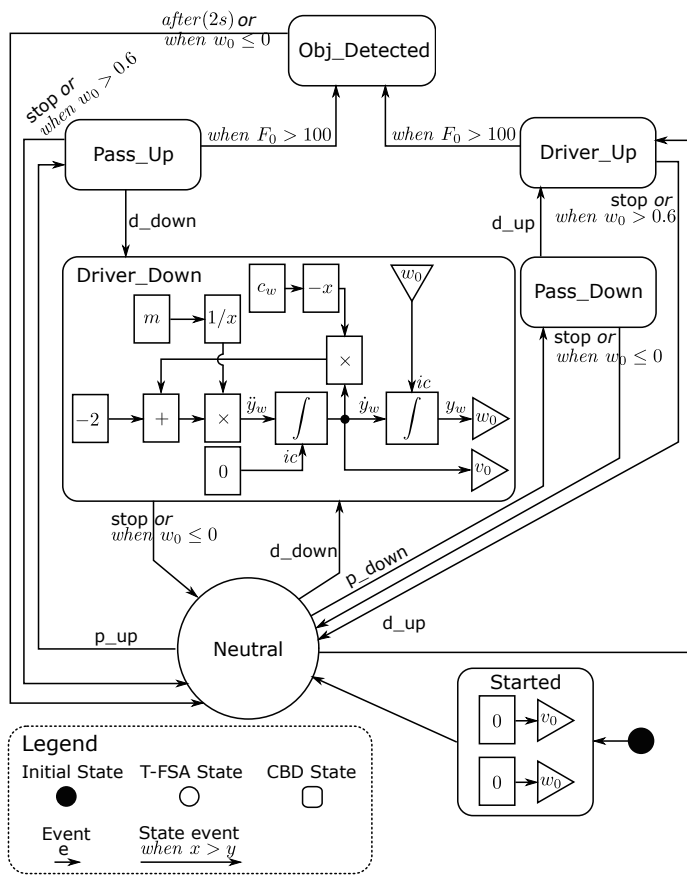 after(2s) or
when w₀ ≤ 0
Obj_Detected
stop or
when w₀ > 0.6
Pass_Up
when F₀ > 100
when F₀ > 100
Driver_Up
stop or
when w₀ > 0.6
d_down
d_up
Driver_Down
c_w
−x
w₀
Pass_Down
m
1/x
stop or
when w₀ ≤ 0
×
ic
−2
+
×
ÿ_w
∫
ẏ_w
∫
y_w
w₀
0
ic
v₀
stop or
when w₀ ≤ 0
d_down
p_down
d_up
p_up
Neutral
Started
0
v₀
0
w₀
Legend
Initial State
T-FSA State
CBD State
Event
e
State event
when x > y